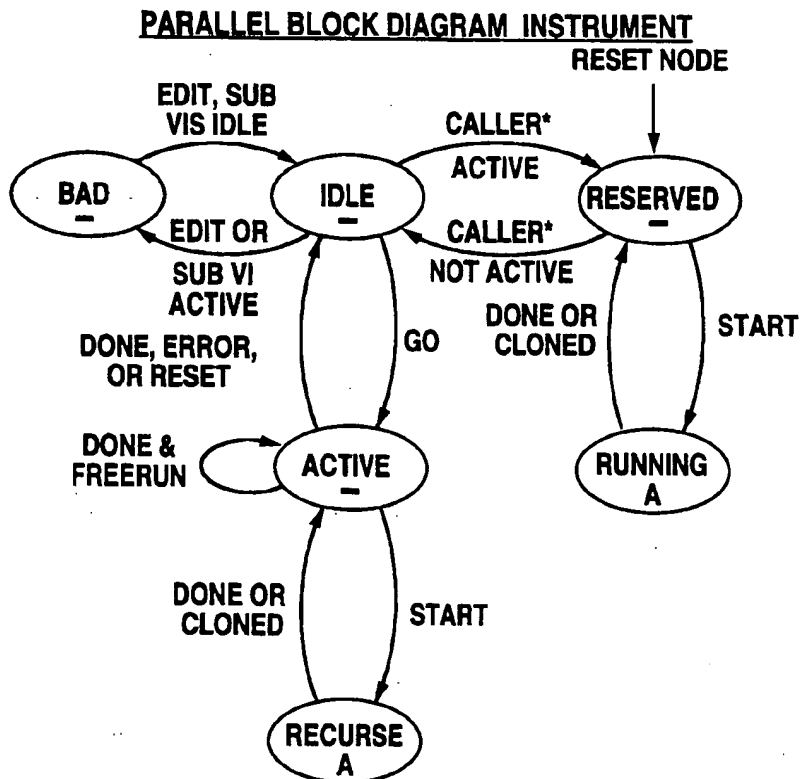 PARALLEL BLOCK DIAGRAM INSTRUMENT
RESET NODE
EDIT, SUB
VIS IDLE
CALLER*
ACTIVE
BAD
–
IDLE
–
RESERVED
–
EDIT OR
SUB VI
ACTIVE
CALLER*
NOT ACTIVE
DONE, ERROR,
OR RESET
GO
DONE OR
CLONED
START
DONE &
FREERUN
ACTIVE
–
RUNNING
A
DONE OR
CLONED
START
RECURSE
A